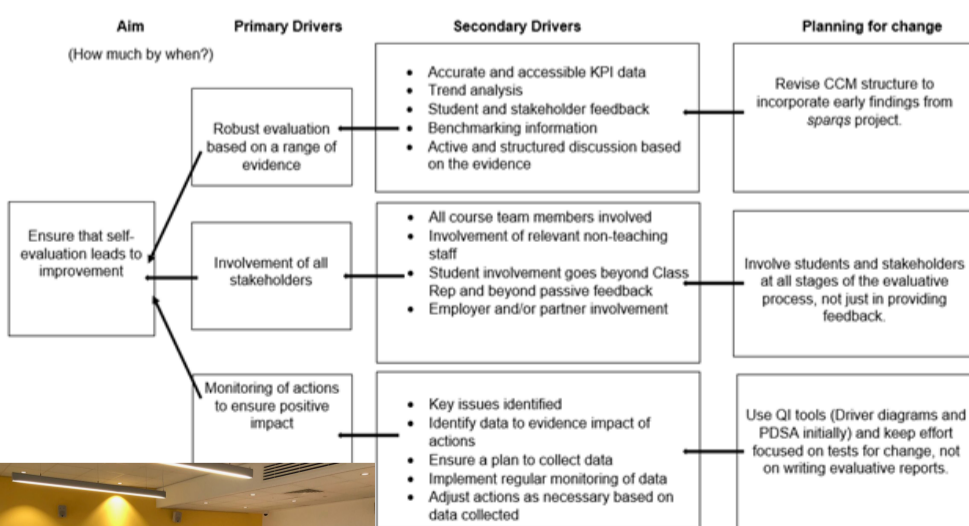 Aim
Primary Drivers
Secondary Drivers
Planning for change
(How much by when?)
Ensure that self-
evaluation leads to
improvement
Robust evaluation
based on a range of
evidence
• Accurate and accessible KPI data
• Trend analysis
• Student and stakeholder feedback
• Benchmarking information
• Active and structured discussion based
on the evidence
Revise CCM structure to
incorporate early findings from
sparqs project.
Involvement of all
stakeholders
• All course team members involved
• Involvement of relevant non-teaching
staff
• Student involvement goes beyond Class
Rep and beyond passive feedback
• Employer and/or partner involvement
Involve students and stakeholders
at all stages of the evaluative
process, not just in providing
feedback.
Monitoring of actions
to ensure positive
impact
• Key issues identified
• Identify data to evidence impact of
actions
• Ensure a plan to collect data
• Implement regular monitoring of data
• Adjust actions as necessary based on
data collected
Use QI tools (Driver diagrams and
PDSA initially) and keep effort
focused on tests for change, not
on writing evaluative reports.